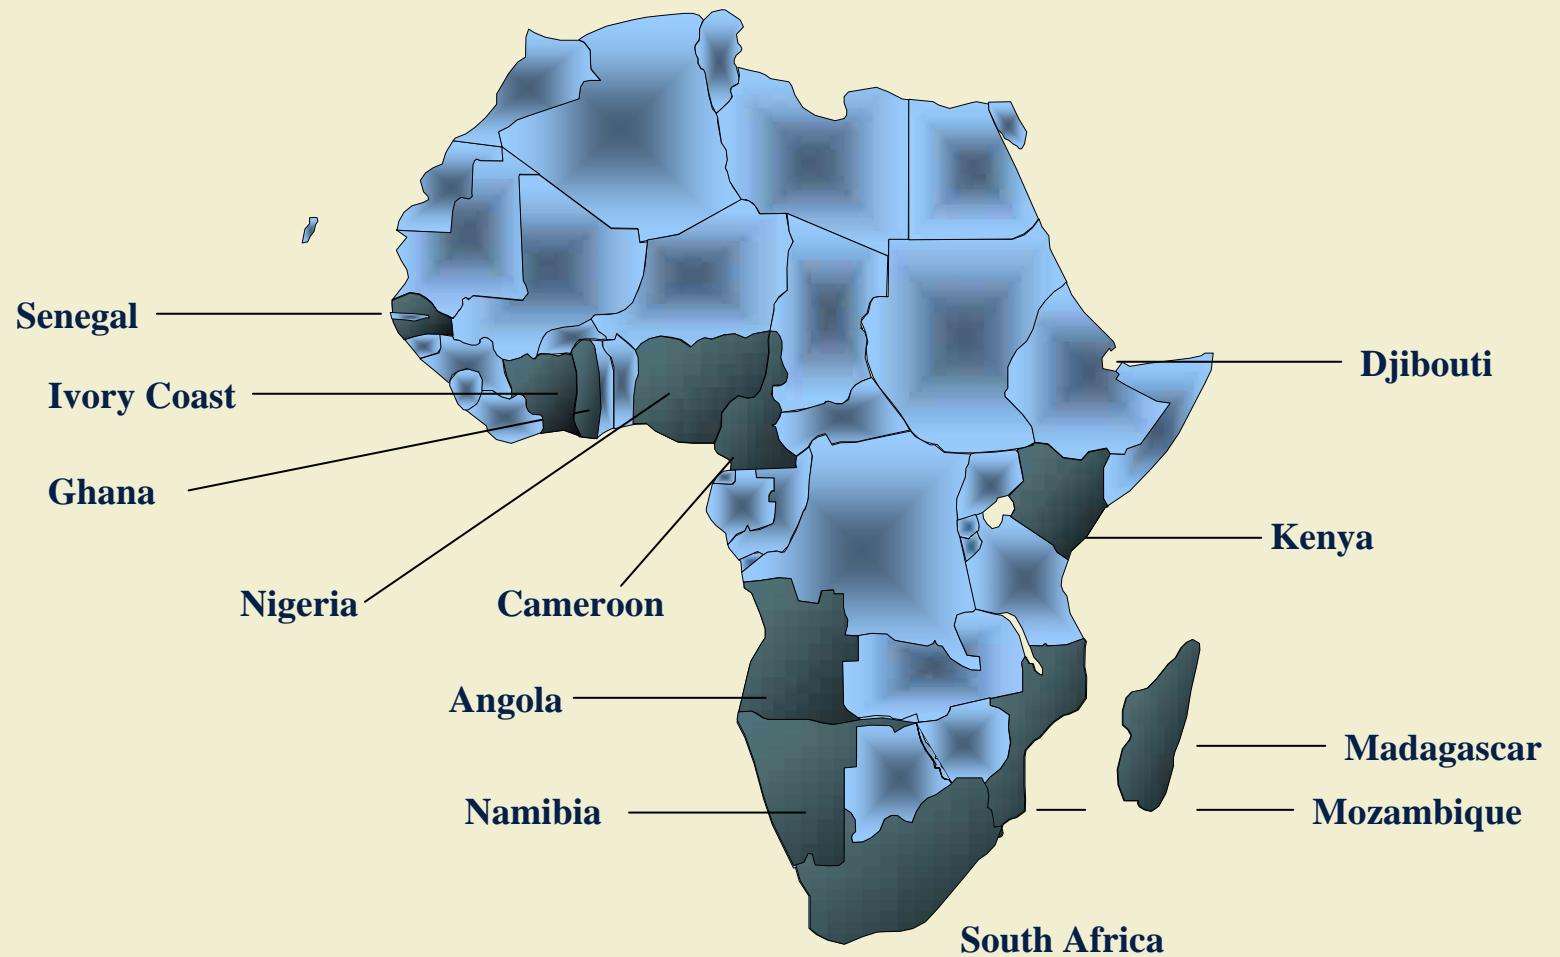 Senegal
Djibouti
Ivory Coast
Ghana
Kenya
Nigeria
Cameroon
Angola
Madagascar
Namibia
Mozambique
South Africa